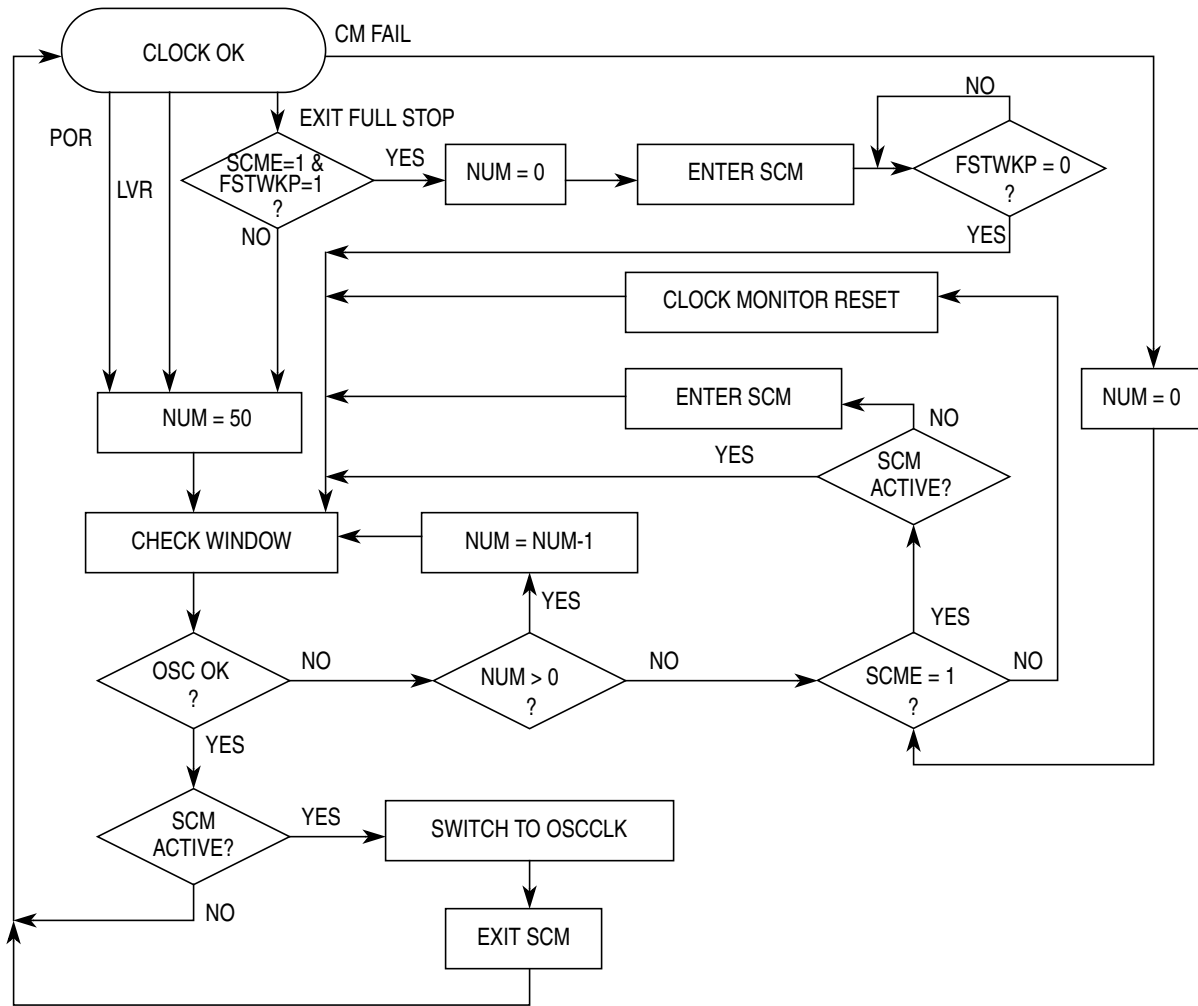 CLOCK OK
CM FAIL
POR
LVR
EXIT FULL STOP
SCME=1 &
FSTWKP=1
?
YES
NO
NUM = 0
ENTER SCM
NO
FSTWKP = 0
?
YES
CLOCK MONITOR RESET
ENTER SCM
NUM = 0
NUM = 50
NO
YES
SCM
ACTIVE?
CHECK WINDOW
NUM = NUM-1
YES
YES
OSC OK
?
NO
NUM > 0
?
NO
SCME = 1
?
NO
YES
SCM
ACTIVE?
YES
SWITCH TO OSCCLK
NO
EXIT SCM